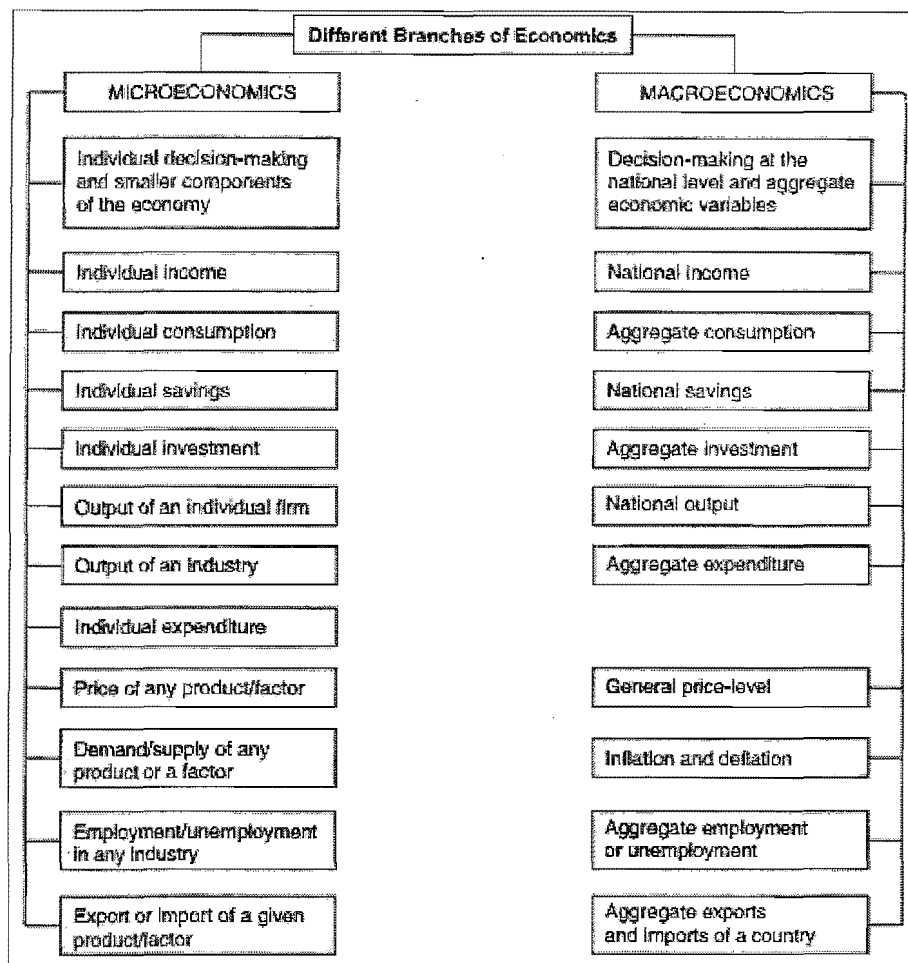 Different Branches of Economics
MICROECONOMICS
Individual decision-making
and smaller components
of the economy
Individual income
Individual consumption
Individual savings
Individual investment
Output of an individual firm
Output of an industry
Individual expenditure
Price of any product/factor
Demand/supply of any
product or a factor
Employment/unemployment
in any industry
Export or import of a given
product/factor
MACROECONOMICS
Decision-making at the
national level and aggregate
economic variables
National income
Aggregate consumption
National savings
Aggregate investment
National output
Aggregate expenditure
General price-level
Inflation and deflation
Aggregate employment
or unemployment
Aggregate exports
and imports of a country